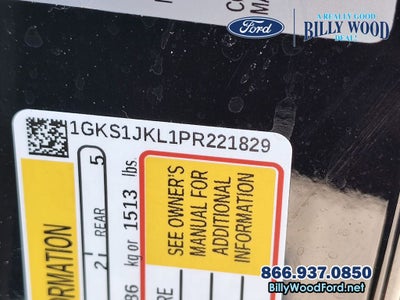 Ford
A REALLY GOOD
BILLY WOOD
DEAL!
1GKS1JKL1PR221829
5
REAR
2
kg or 1513 lbs.
SEE OWNER'S
MANUAL FOR
ADDITIONAL
INFORMATION
866.937.0850
BillyWoodFord.net